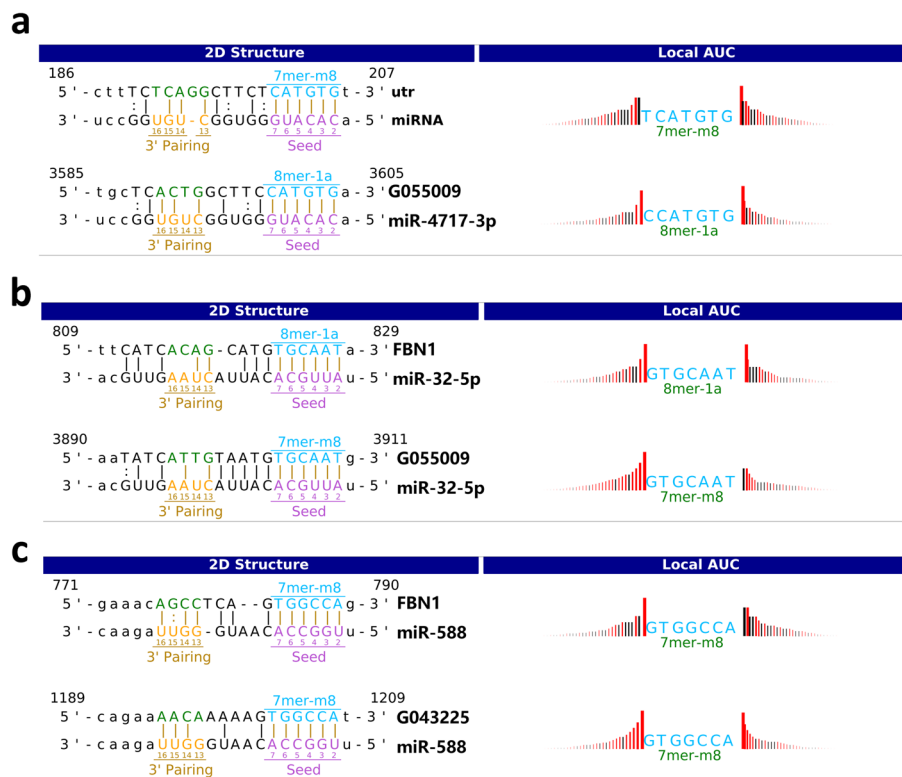 a
2D Structure Local AUC
186 7mer-m8 207
5'-cttTCTCAGGCTTCTCATGTGt-3' utr
3'-uccGGUGU-CGGUGGGUACACa-5' miRNA
16 15 14 13 7 6 5 4 3 2
3' Pairing Seed
TCATGTG
7mer-m8
3585 8mer-1a 3605
5'-tgcTCACTGGCTTCCATGTGa-3' G055009
3'-uccGGUGUCGGUGGGUACACa-5' miR-4717-3p
16 15 14 13 7 6 5 4 3 2
3' Pairing Seed
CCATGTG
8mer-1a
b
2D Structure Local AUC
809 8mer-1a 829
5'-ttCATCACAG-CATGTGCAATa-3' FBN1
3'-acGUUGAAUCAUUACACGUUAu-5' miR-32-5p
16 15 14 13 7 6 5 4 3 2
3' Pairing Seed
GTGCAAT
8mer-1a
3890 7mer-m8 3911
5'-aaTATCATTGTAATGTGCAATg-3' G055009
3'-acGUUGAAUCAUUACACGUUAu-5' miR-32-5p
16 15 14 13 7 6 5 4 3 2
3' Pairing Seed
GTGCAAT
7mer-m8
c
2D Structure Local AUC
771 7mer-m8 790
5'-gaaacAGCCTCA--GTGGCCAg-3' FBN1
3'-caagaUUGG-GUAACACCGGUu-5' miR-588
16 15 14 13 7 6 5 4 3 2
3' Pairing Seed
GTGGCCA
7mer-m8
1189 7mer-m8 1209
5'-cagaaAACAAAAGTGGCCAt-3' G043225
3'-caagaUUGGGUAACACCGGUu-5' miR-588
16 15 14 13 7 6 5 4 3 2
3' Pairing Seed
GTGGCCA
7mer-m8